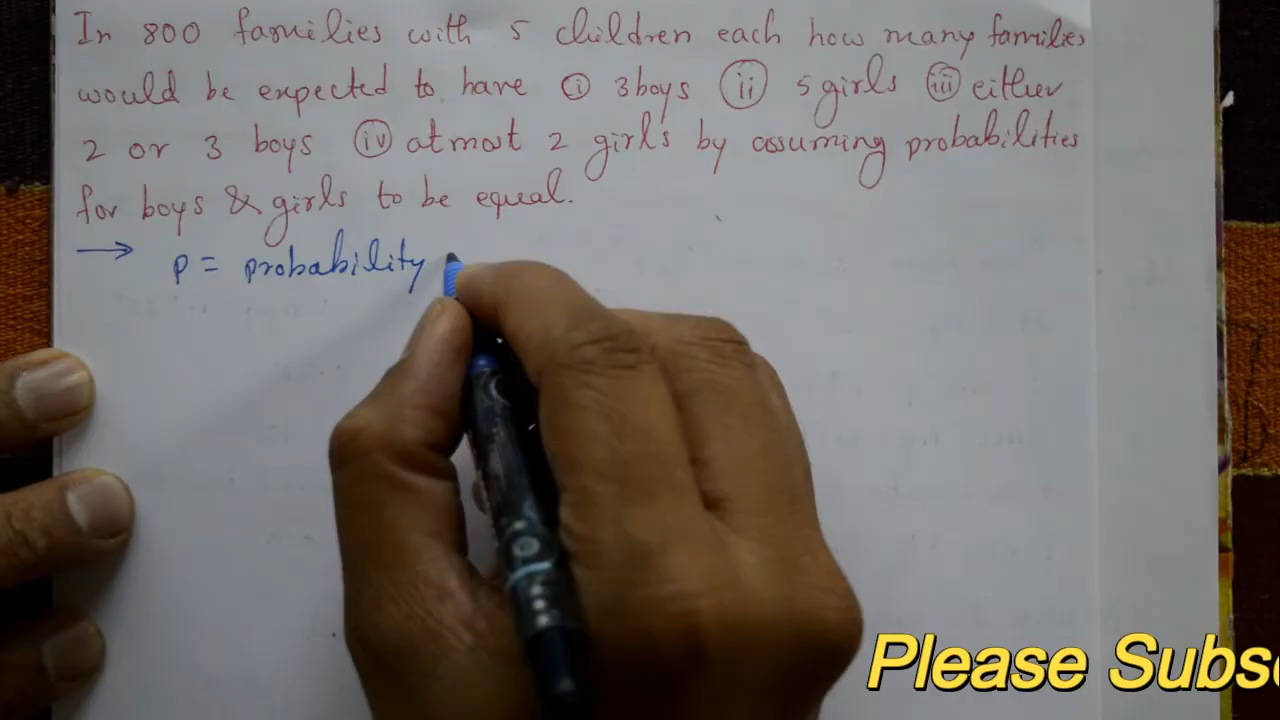 In 800 families with 5 children each how many families
would be expected to have (i) 3 boys (ii) 5 girls (iii) either
2 or 3 boys (iv) atmost 2 girls by assuming probabilities
for boys & girls to be equal.
→ p = probability
Please Subs